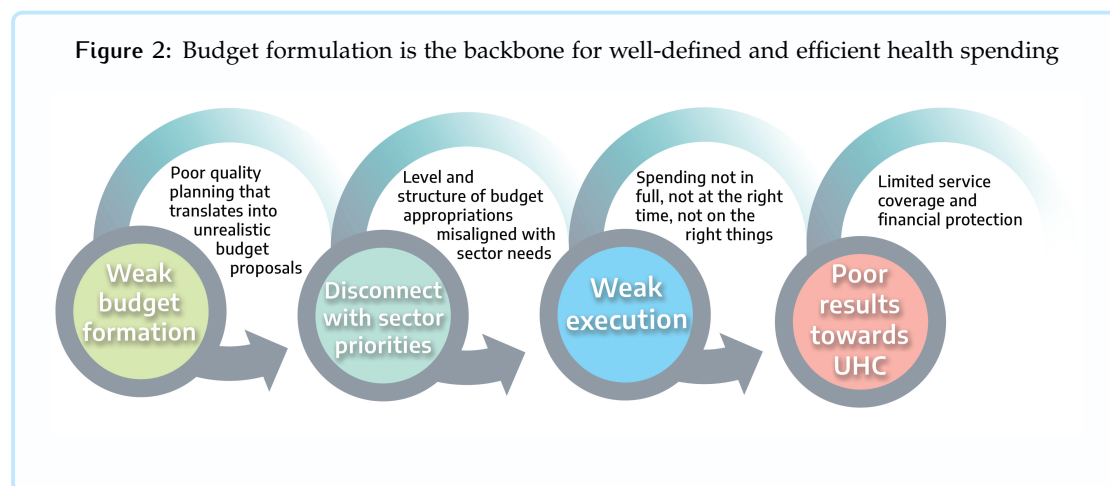 Figure 2: Budget formulation is the backbone for well-defined and efficient health spending
Poor quality
planning that
translates into
unrealistic
budget
proposals
Weak
budget
formation
Level and
structure of budget
appropriations
misaligned with
sector needs
Disconnect
with sector
priorities
Spending not in
full, not at the right
time, not on the
right things
Weak
execution
Limited service
coverage and
financial protection
Poor
results
towards
UHC